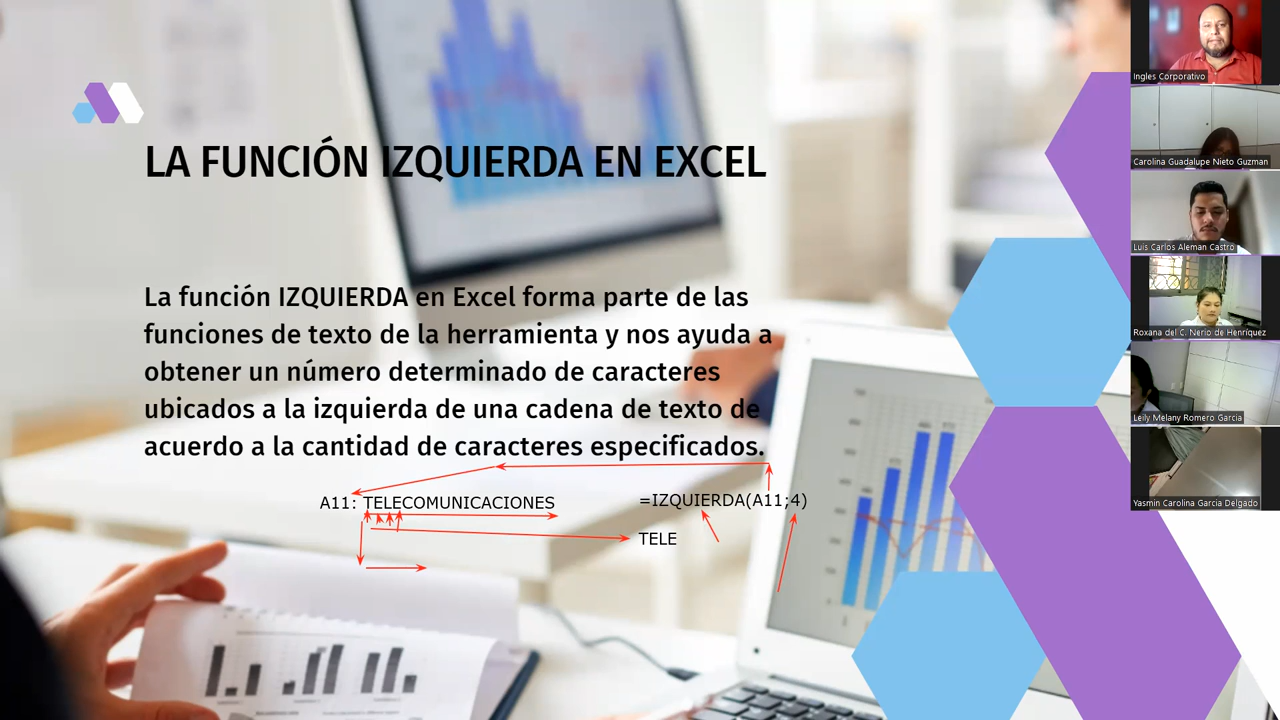 LA FUNCIÓN IZQUIERDA EN EXCEL
La función IZQUIERDA en Excel forma parte de las
funciones de texto de la herramienta y nos ayuda a
obtener un número determinado de caracteres
ubicados a la izquierda de una cadena de texto de
acuerdo a la cantidad de caracteres especificados.
A11: TELECOMUNICACIONES
=IZQUIERDA(A11;4)
TELE
Ingles Corporativo
Carolina Guadalupe Nieto Guzman
Luis Carlos Aleman Castro
Roxana del C. Nerio de Henríquez
Leily Melany Romero Garcia
Yasmin Carolina García Delgado